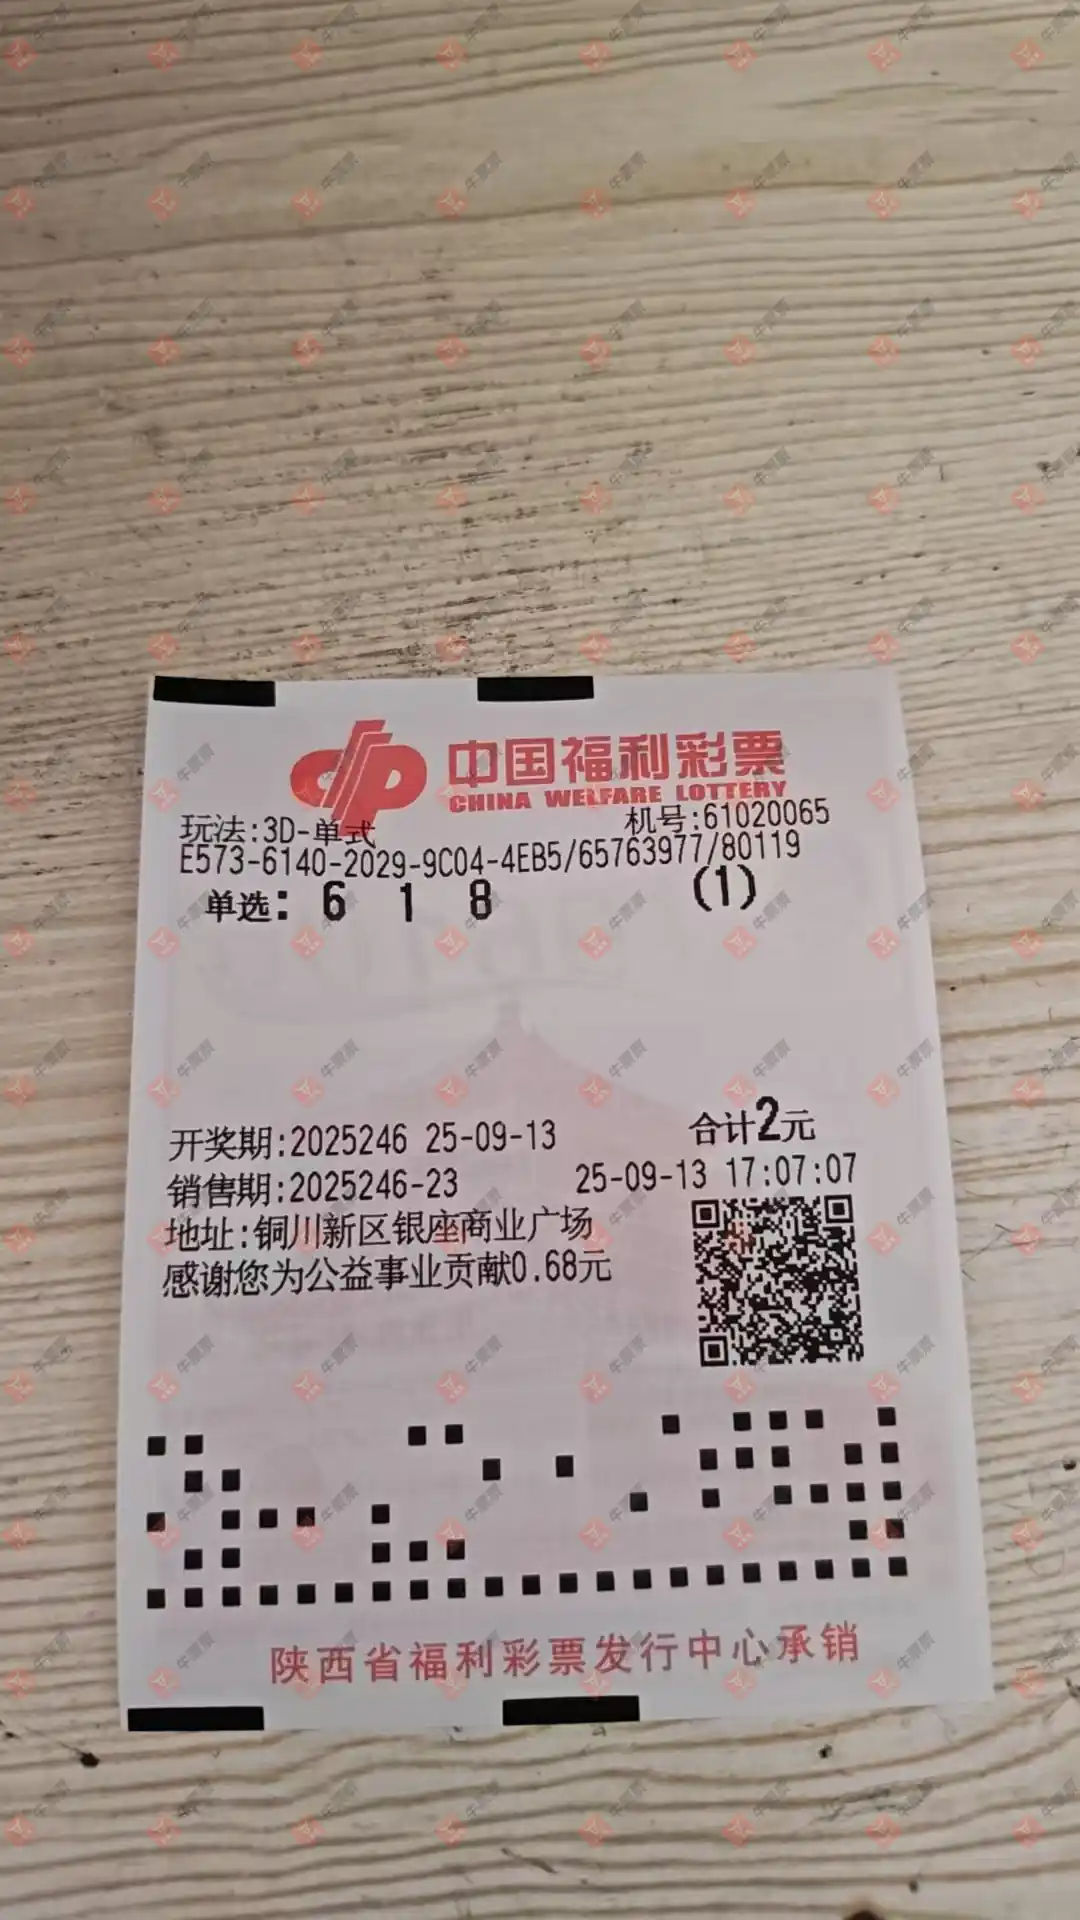 中国福利彩票
CHINA WELFARE LOTTERY
玩法:3D-单式 机号:61020065
E573-6140-2029-9C04-4EB5/65763977/80119
单选: 6 1 8 (1)
合计2元
开奖期:2025246 25-09-13
销售期:2025246-23 25-09-13 17:07:07
地址:铜川新区银座商业广场
感谢您为公益事业贡献0.68元
陕西省福利彩票发行中心承销